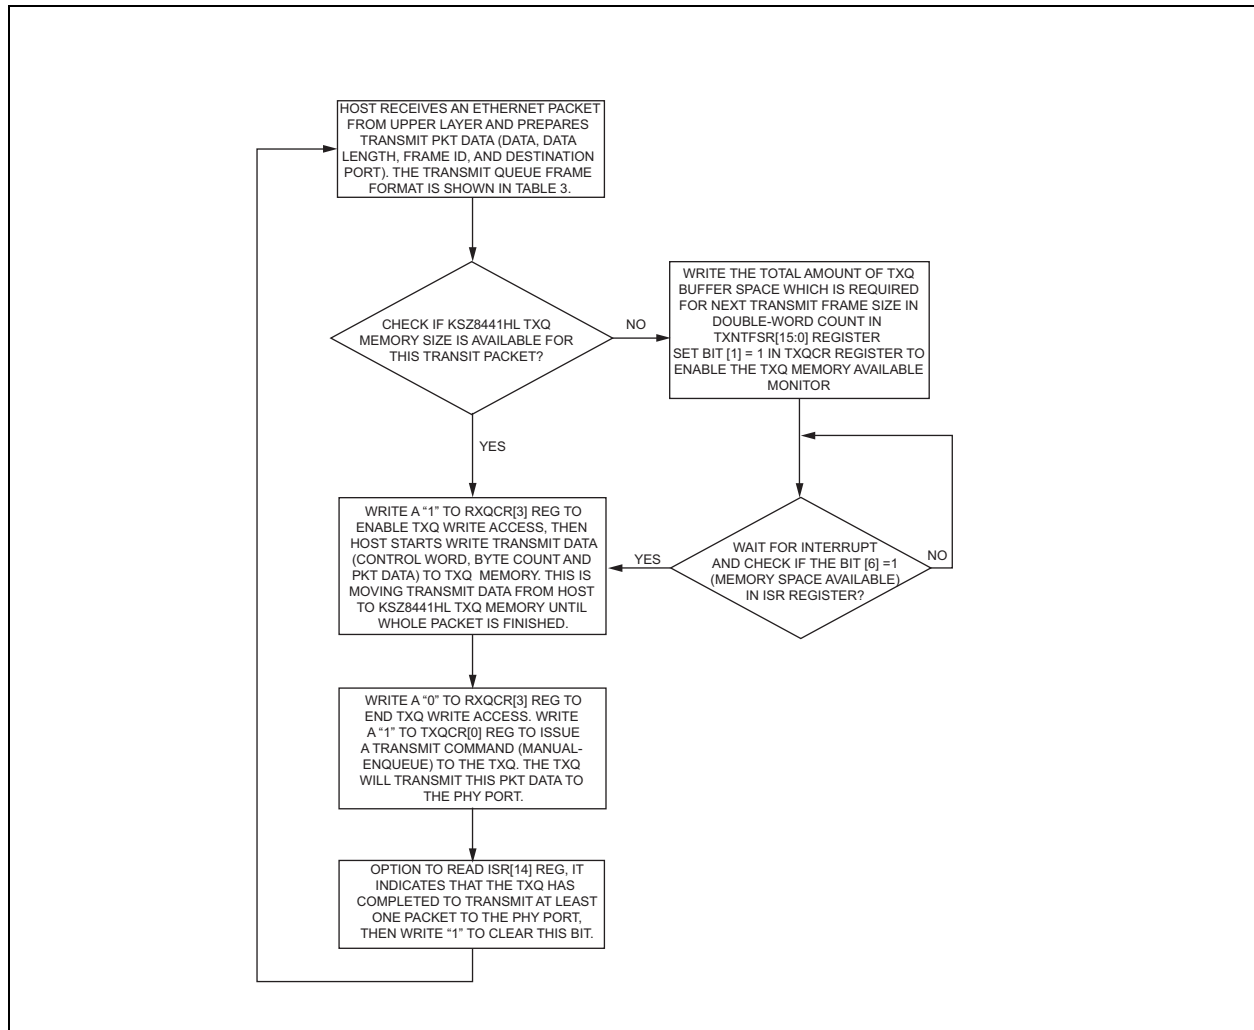 HOST RECEIVES AN ETHERNET PACKET
FROM UPPER LAYER AND PREPARES
TRANSMIT PKT DATA (DATA, DATA
LENGTH, FRAME ID, AND DESTINATION
PORT). THE TRANSMIT QUEUE FRAME
FORMAT IS SHOWN IN TABLE 3.
CHECK IF KSZ8441HL TXQ
MEMORY SIZE IS AVAILABLE FOR
THIS TRANSIT PACKET?
NO
WRITE THE TOTAL AMOUNT OF TXQ
BUFFER SPACE WHICH IS REQUIRED
FOR NEXT TRANSMIT FRAME SIZE IN
DOUBLE-WORD COUNT IN
TXNTFSR[15:0] REGISTER
SET BIT [1] = 1 IN TXQCR REGISTER TO
ENABLE THE TXQ MEMORY AVAILABLE
MONITOR
YES
WRITE A “1” TO RXQCR[3] REG TO
ENABLE TXQ WRITE ACCESS, THEN
HOST STARTS WRITE TRANSMIT DATA
(CONTROL WORD, BYTE COUNT AND
PKT DATA) TO TXQ MEMORY. THIS IS
MOVING TRANSMIT DATA FROM HOST
TO KSZ8441HL TXQ MEMORY UNTIL
WHOLE PACKET IS FINISHED.
YES
WAIT FOR INTERRUPT
AND CHECK IF THE BIT [6] =1
(MEMORY SPACE AVAILABLE)
IN ISR REGISTER?
NO
WRITE A “0” TO RXQCR[3] REG TO
END TXQ WRITE ACCESS. WRITE
A “1” TO TXQCR[0] REG TO ISSUE
A TRANSMIT COMMAND (MANUAL-
ENQUEUE) TO THE TXQ. THE TXQ
WILL TRANSMIT THIS PKT DATA TO
THE PHY PORT.
OPTION TO READ ISR[14] REG, IT
INDICATES THAT THE TXQ HAS
COMPLETED TO TRANSMIT AT LEAST
ONE PACKET TO THE PHY PORT,
THEN WRITE “1” TO CLEAR THIS BIT.